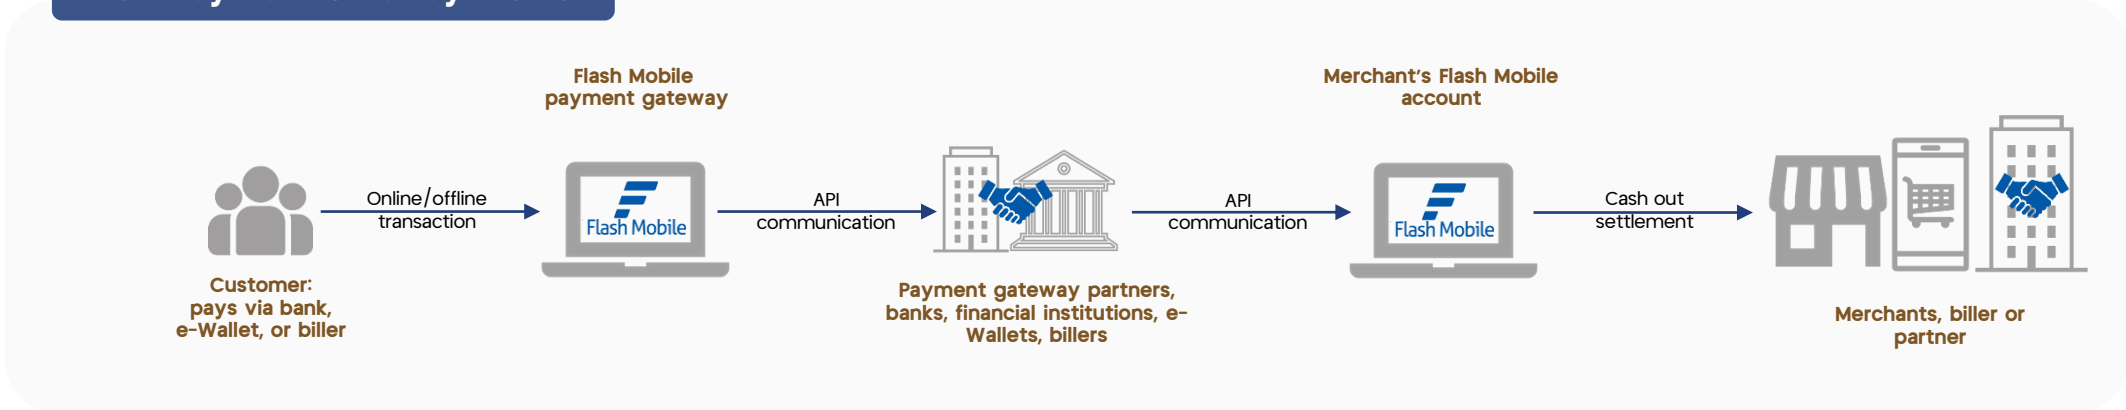 Flash Mobile
payment gateway
Merchant's Flash Mobile
account
Online/offline
transaction
Flash Mobile
API
communication
API
communication
Flash Mobile
Cash out
settlement
Customer:
pays via bank,
e-Wallet, or biller
Payment gateway partners,
banks, financial institutions, e-
Wallets, billers
Merchants, biller or
partner